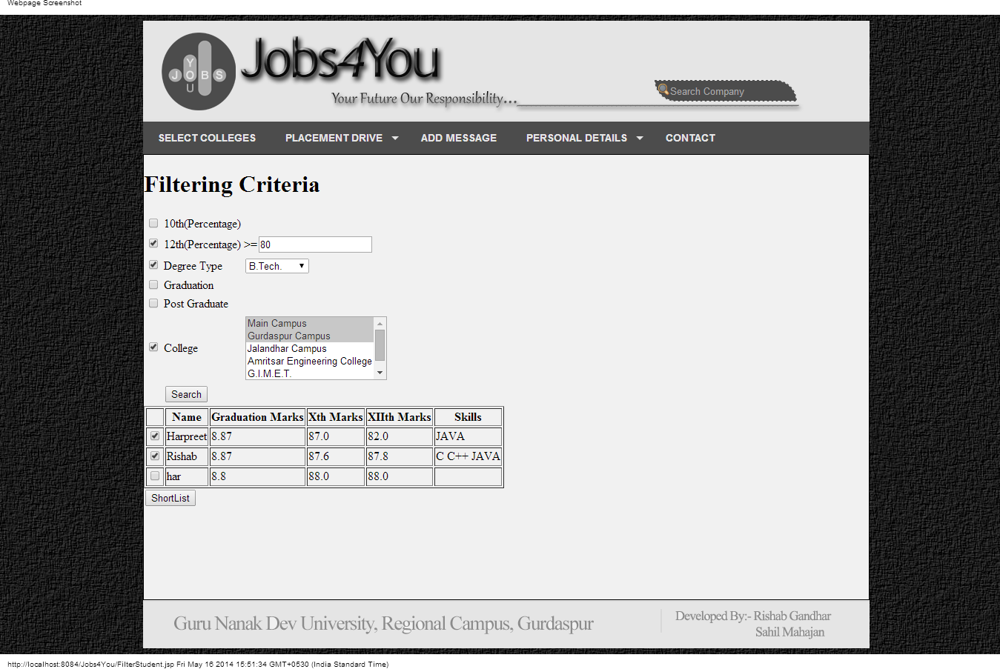 Webpage Screenshot
Y
JOBS
U
Jobs4You
Your Future Our Responsibility...
Search Company
SELECT COLLEGES PLACEMENT DRIVE ADD MESSAGE PERSONAL DETAILS CONTACT
Filtering Criteria
10th(Percentage)
12th(Percentage) >= 80
Degree Type B.Tech.
Graduation
Post Graduate
College
Main Campus
Gurdaspur Campus
Jalandhar Campus
Amritsar Engineering College
G.I.M.E.T.
Search
Name Graduation Marks Xth Marks XIIth Marks Skills
Harpreet 8.87 87.0 82.0 JAVA
Rishab 8.87 87.6 87.8 C C++ JAVA
har 8.8 88.0 88.0
ShortList
Guru Nanak Dev University, Regional Campus, Gurdaspur
Developed By:- Rishab Gandhar
Sahil Mahajan
http://localhost:8084/Jobs4You/FilterStudent.jsp Fri May 16 2014 15:51:34 GMT+0530 (India Standard Time)